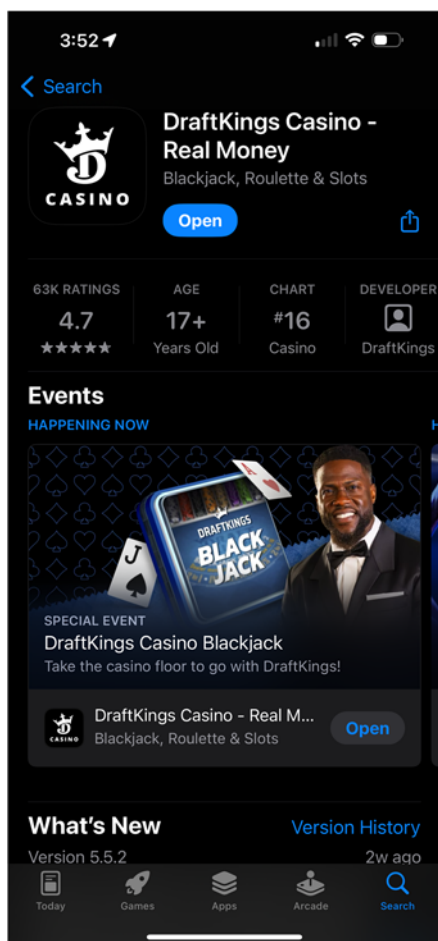 3:52
Search
DraftKings Casino -
Real Money
Blackjack, Roulette & Slots
Open
CASINO
63K RATINGS
AGE
CHART
DEVELOPER
4.7
17+
#16
Years Old
Casino
DraftKings
Events
HAPPENING NOW
H
DRAFTKINGS
BLACK
JACK
A
J
SPECIAL EVENT
DraftKings Casino Blackjack
Take the casino floor to go with DraftKings!
CASINO
DraftKings Casino - Real M...
Blackjack, Roulette & Slots
Open
What's New
Version History
Version 5.5.2
2w ago
Today
Games
Apps
Arcade
Search